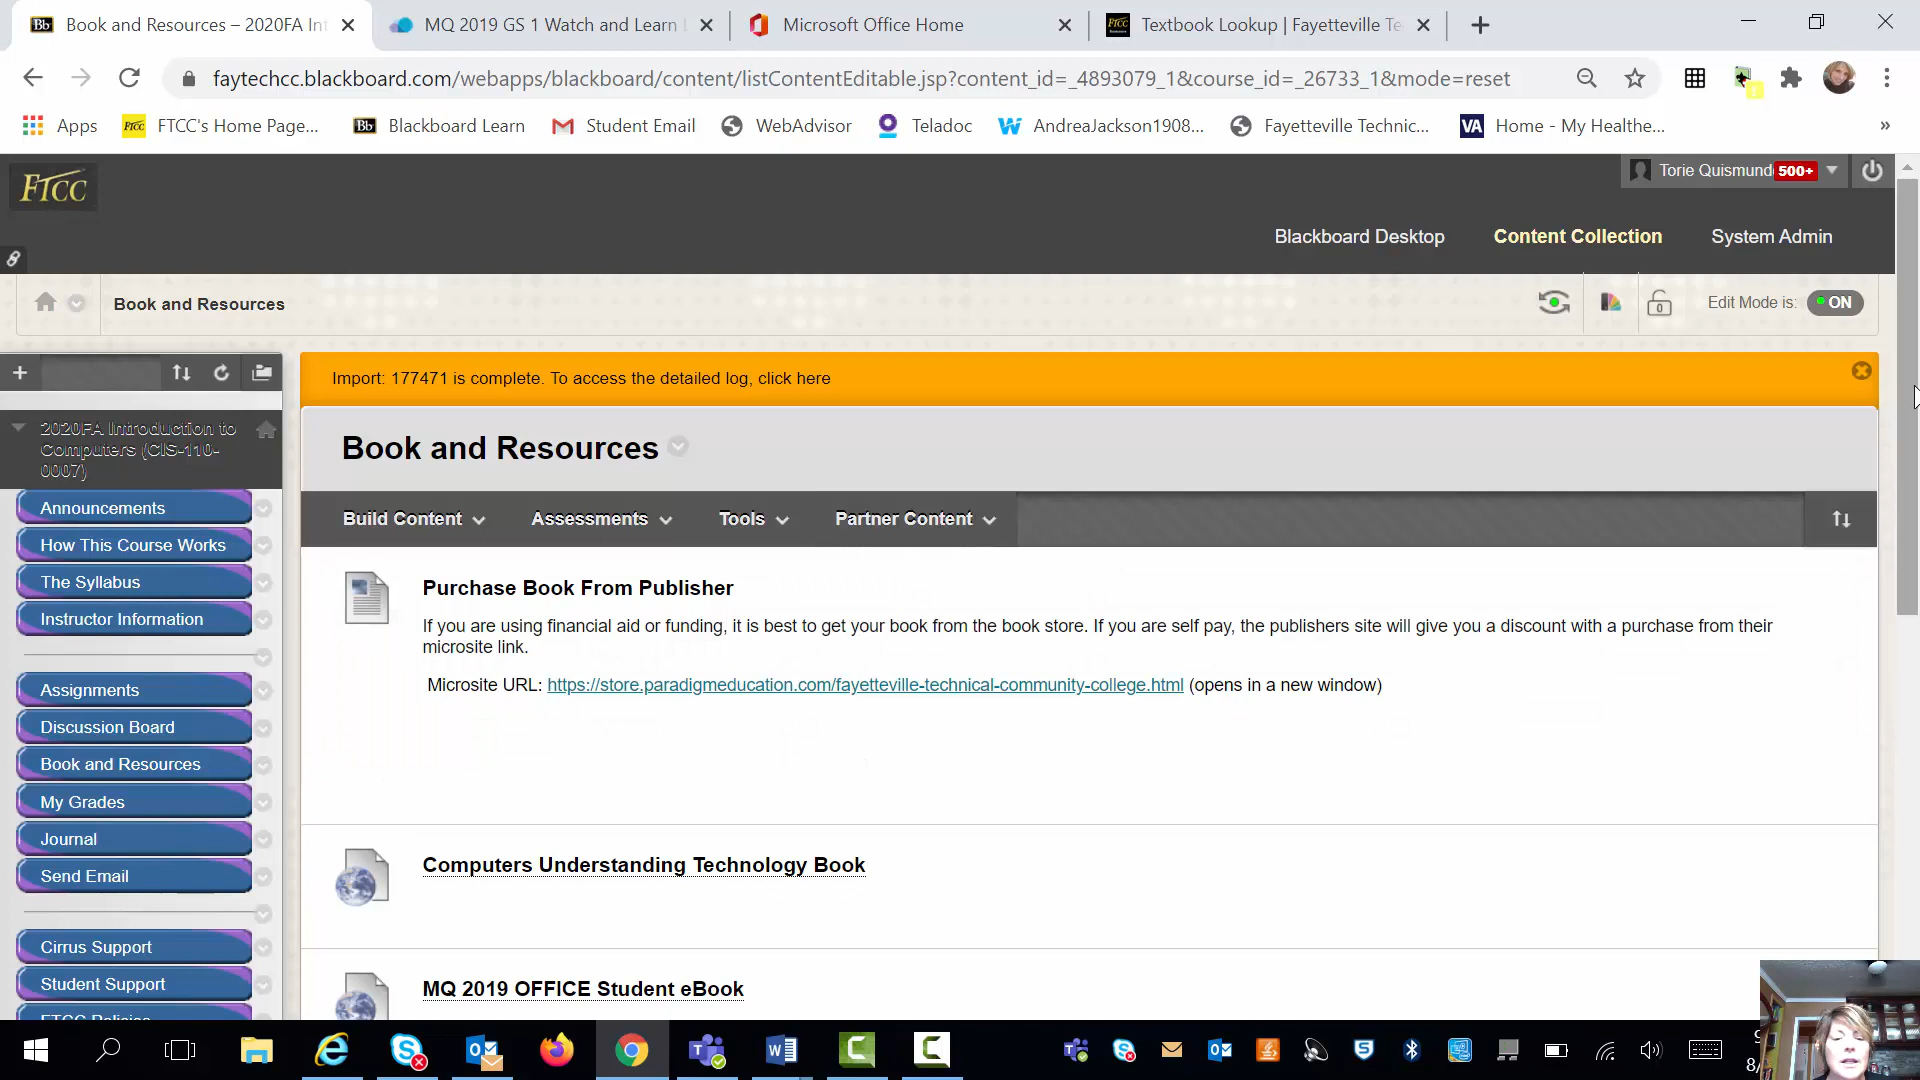 Book and Resources – 2020FA Int
MQ 2019 GS 1 Watch and Learn L
Microsoft Office Home
Textbook Lookup | Fayetteville Te
faytechcc.blackboard.com/webapps/blackboard/content/listContentEditable.jsp?content_id=_4893079_1&course_id=_26733_1&mode=reset
Apps
FTCC's Home Page...
Blackboard Learn
Student Email
WebAdvisor
Teladoc
AndreaJackson1908...
Fayetteville Technic...
Home - My Healthe...
FTCC
Torie Quismund 500+
Blackboard Desktop
Content Collection
System Admin
Book and Resources
Edit Mode is: ON
Import: 177471 is complete. To access the detailed log, click here
2020FA Introduction to
Computers (CIS-110-
0007)
Announcements
How This Course Works
The Syllabus
Instructor Information
Assignments
Discussion Board
Book and Resources
My Grades
Journal
Send Email
Cirrus Support
Student Support
FTCC Policies
Book and Resources
Build Content
Assessments
Tools
Partner Content
Purchase Book From Publisher
If you are using financial aid or funding, it is best to get your book from the book store. If you are self pay, the publishers site will give you a discount with a purchase from their
microsite link.
Microsite URL: https://store.paradigmeducation.com/fayetteville-technical-community-college.html (opens in a new window)
Computers Understanding Technology Book
MQ 2019 OFFICE Student eBook